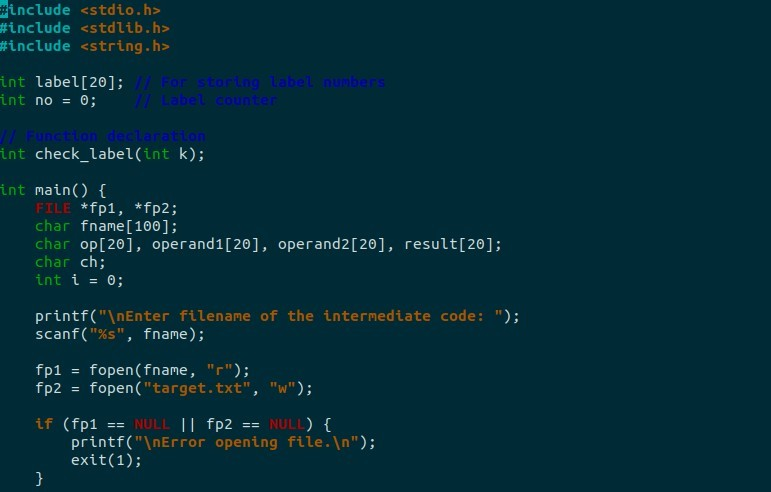 #include <stdio.h>
#include <stdlib.h>
#include <string.h>

int label[20]; // For storing label numbers
int no = 0;    // Label counter

// Function declaration
int check_label(int k);

int main() {
    FILE *fp1, *fp2;
    char fname[100];
    char op[20], operand1[20], operand2[20], result[20];
    char ch;
    int i = 0;

    printf("\nEnter filename of the intermediate code: ");
    scanf("%s", fname);

    fp1 = fopen(fname, "r");
    fp2 = fopen("target.txt", "w");

    if (fp1 == NULL || fp2 == NULL) {
        printf("\nError opening file.\n");
        exit(1);
    }